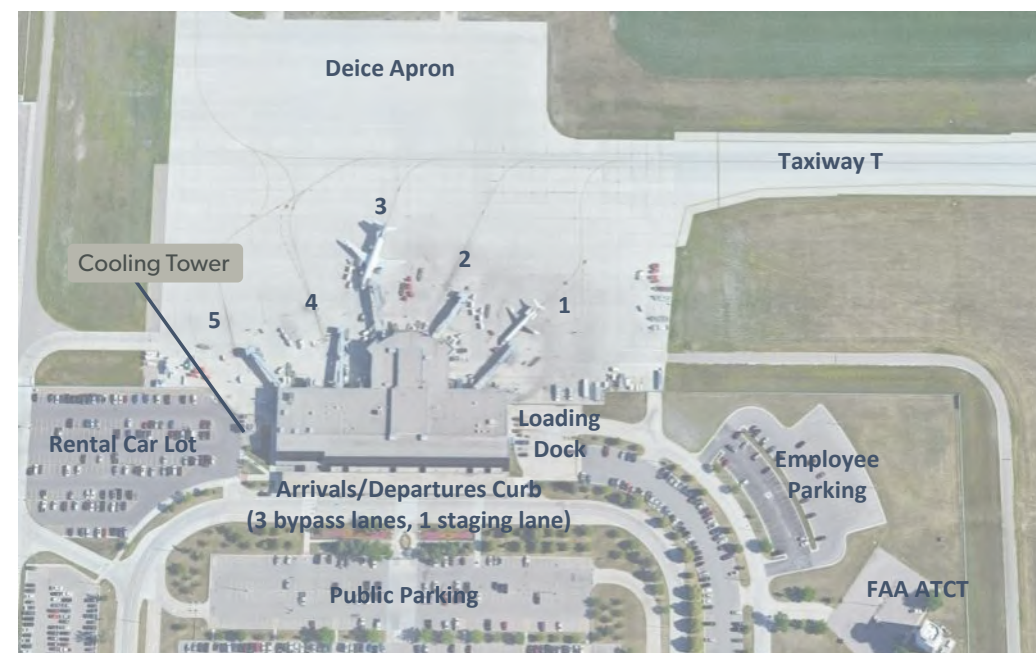 Deice Apron
Taxiway T
3
2
Cooling Tower
4
1
5
Loading
Dock
Rental Car Lot
Employee
Parking
Arrivals/Departures Curb
(3 bypass lanes, 1 staging lane)
FAA ATCT
Public Parking